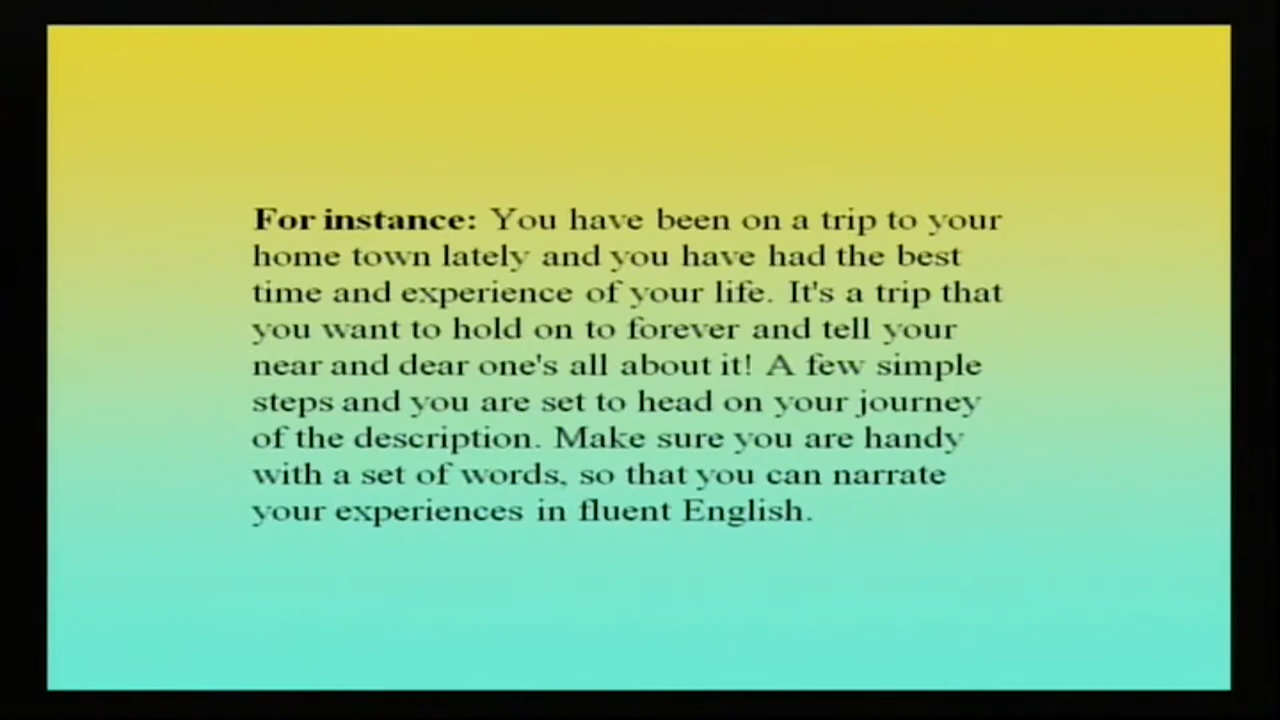 For instance: You have been on a trip to your
home town lately and you have had the best
time and experience of your life. It's a trip that
you want to hold on to forever and tell your
near and dear one's all about it! A few simple
steps and you are set to head on your journey
of the description. Make sure you are handy
with a set of words, so that you can narrate
your experiences in fluent English.